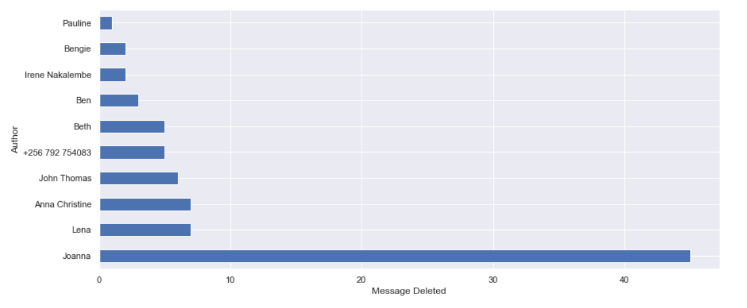 Pauline
Bengie
Irene Nakalembe
Ben
Beth
+256 792 754083
John Thomas
Anna Christine
Lena
Joanna
Author
0 10 20 30 40
Message Deleted